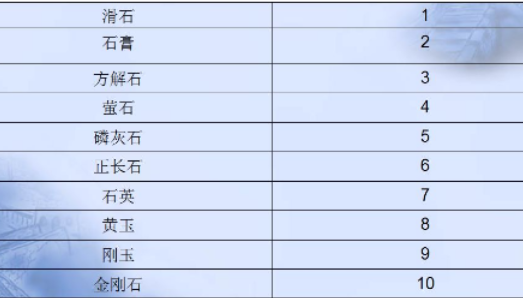 滑石 1
石膏 2
方解石 3
萤石 4
磷灰石 5
正长石 6
石英 7
黄玉 8
刚玉 9
金刚石 10